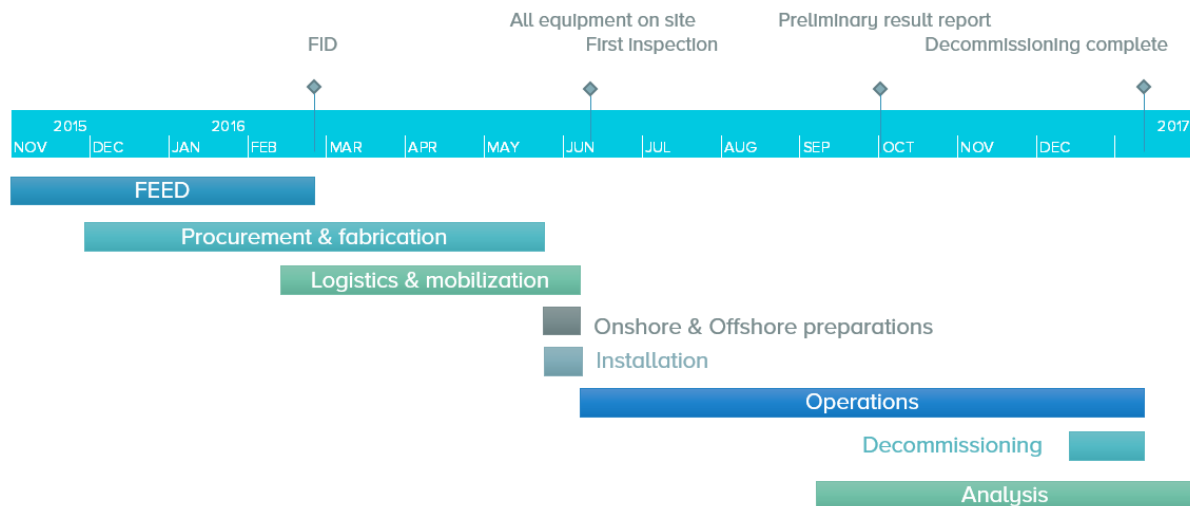 All equipment on site
Preliminary result report
FID
First inspection
Decommissioning complete
2015
2016
2017
NOV
DEC
JAN
FEB
MAR
APR
MAY
JUN
JUL
AUG
SEP
OCT
NOV
DEC
FEED
Procurement & fabrication
Logistics & mobilization
Onshore & Offshore preparations
Installation
Operations
Decommissioning
Analysis